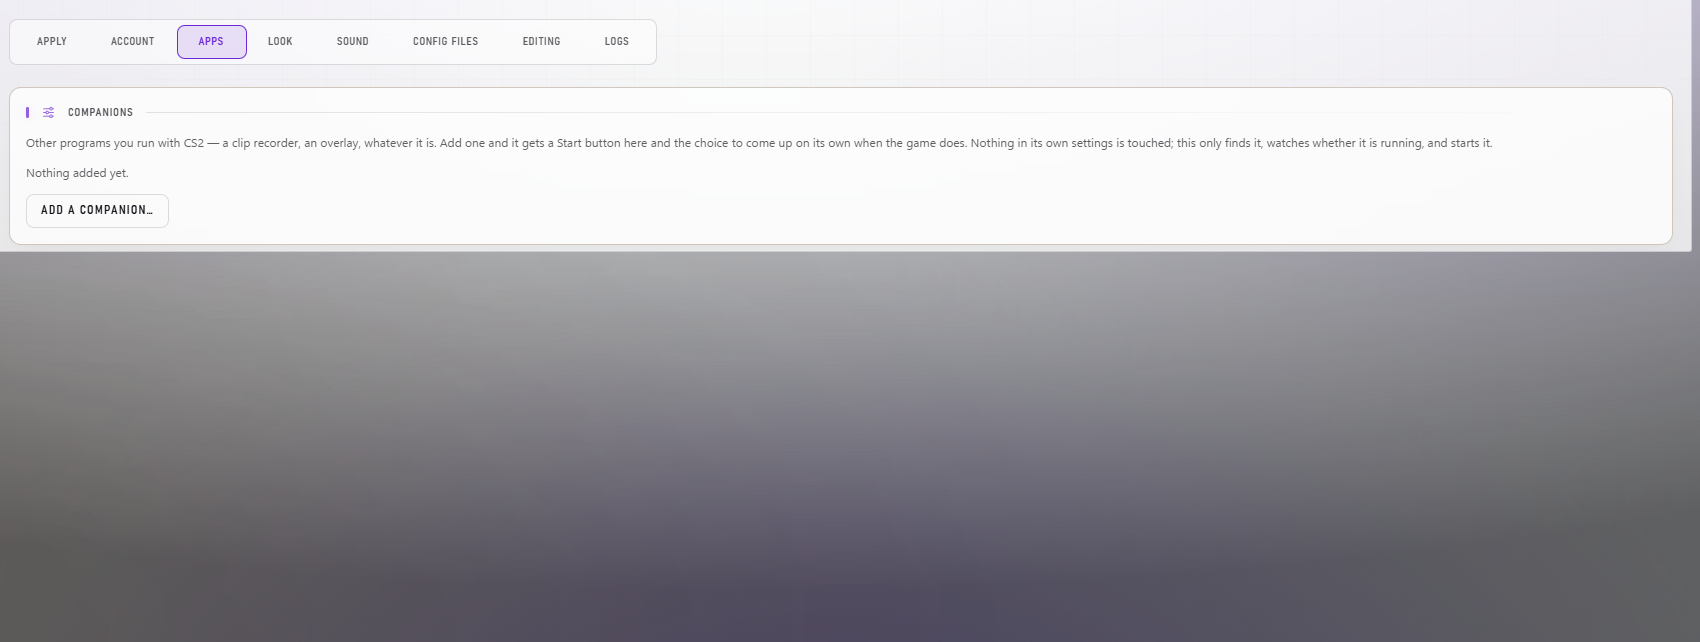 APPLY ACCOUNT APPS LOOK SOUND CONFIG FILES EDITING LOGS
COMPANIONS
Other programs you run with CS2 — a clip recorder, an overlay, whatever it is. Add one and it gets a Start button here and the choice to come up on its own when the game does. Nothing in its own settings is touched; this only finds it, watches whether it is running, and starts it.
Nothing added yet.
ADD A COMPANION…